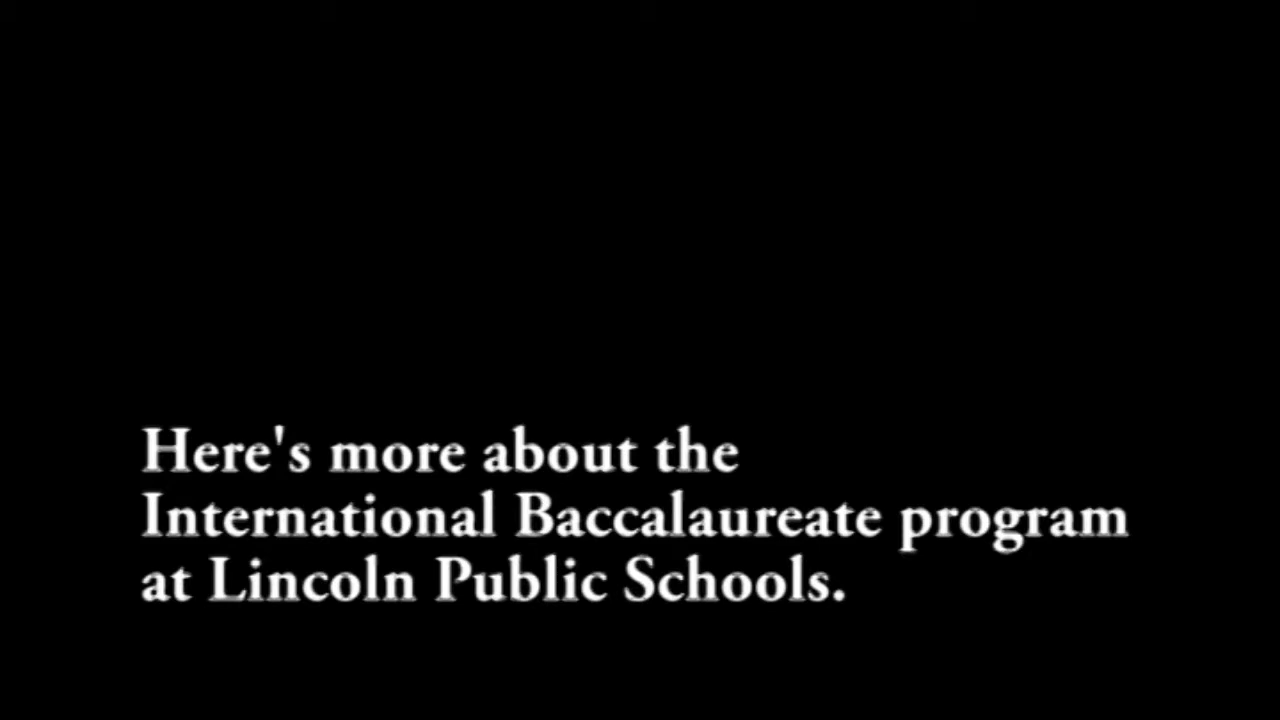 Here's more about the
International Baccalaureate program
at Lincoln Public Schools.